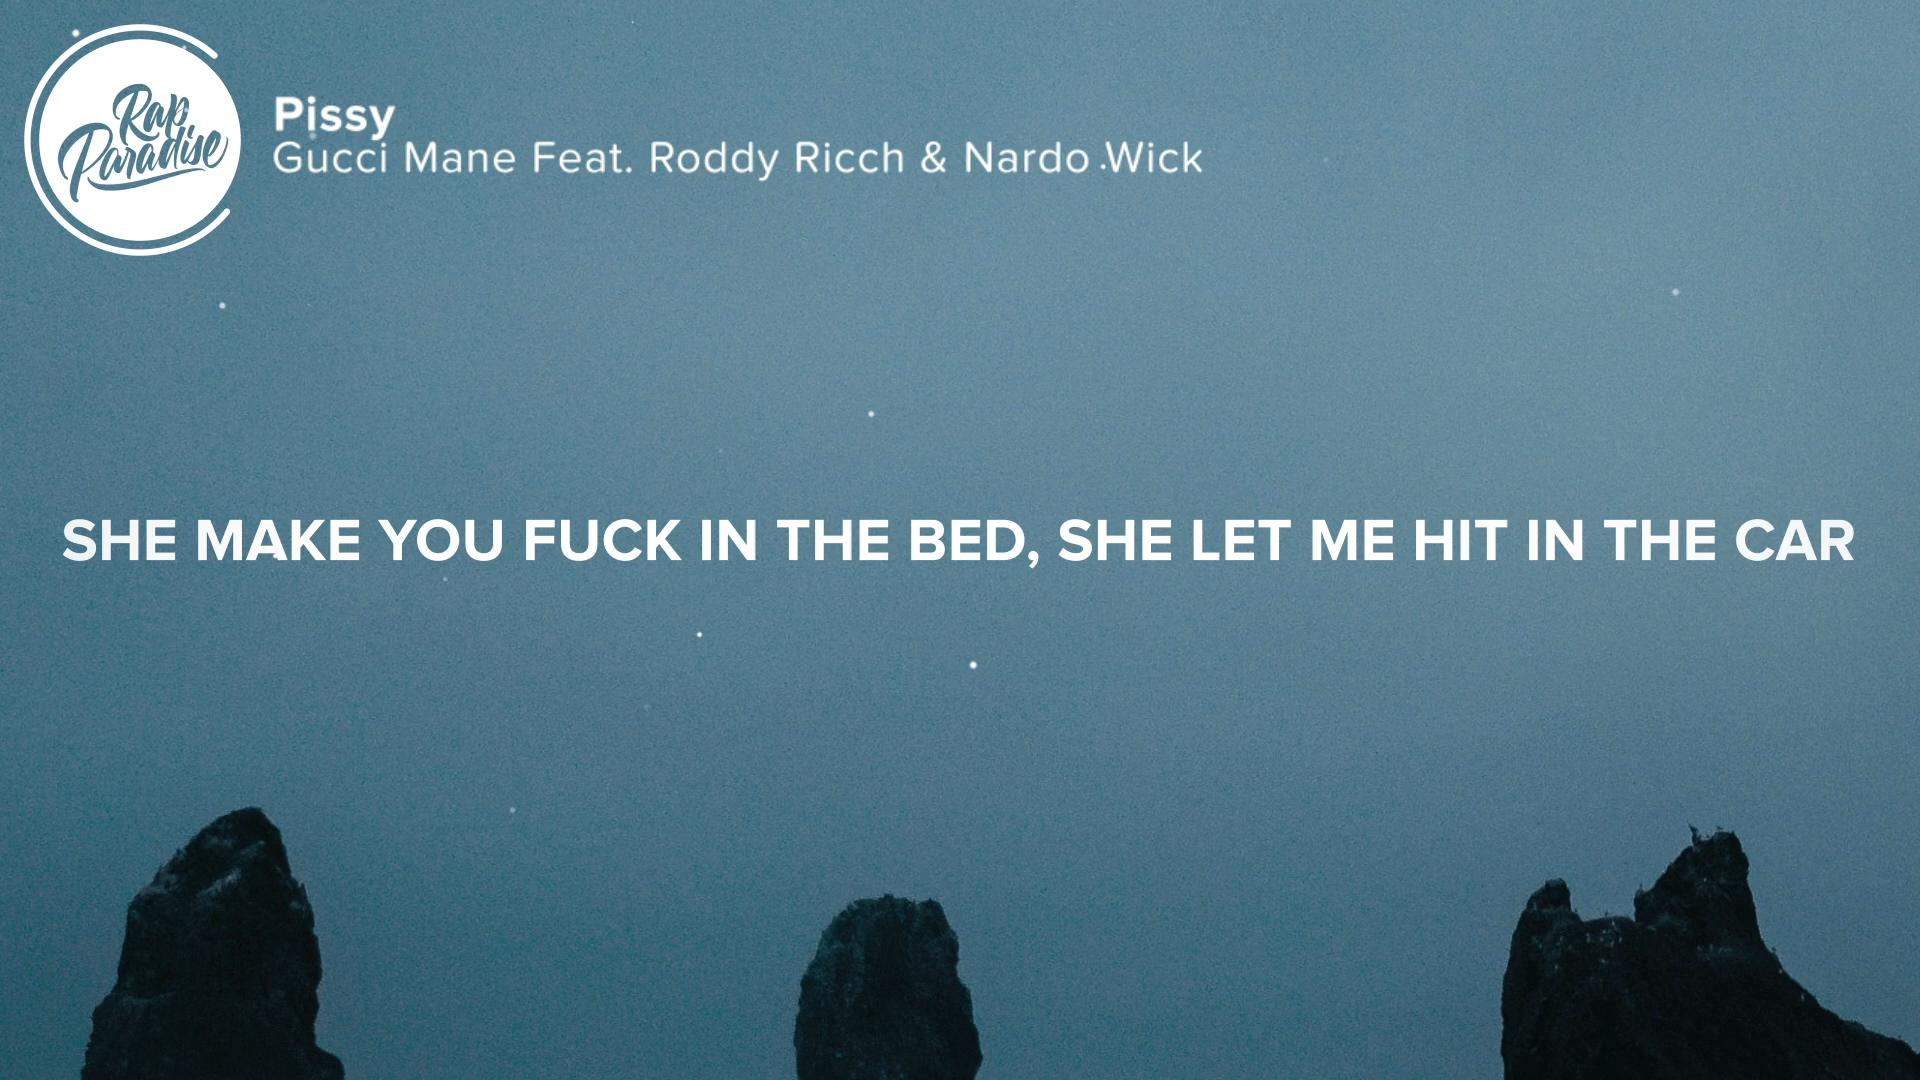 Rap
Paradise
Pissy
Gucci Mane Feat. Roddy Ricch & Nardo Wick
SHE MAKE YOU FUCK IN THE BED, SHE LET ME HIT IN THE CAR